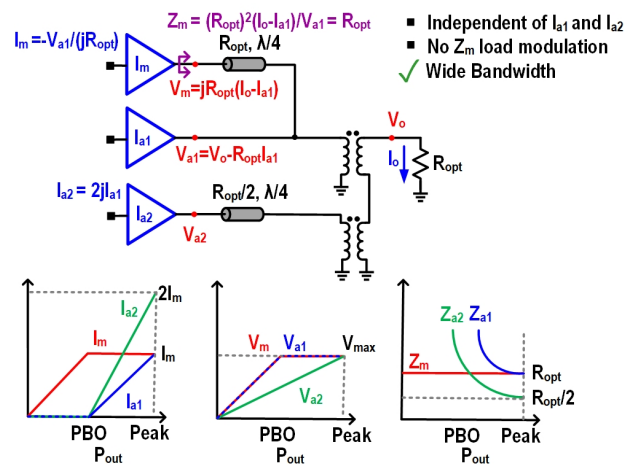 Zm = (Ropt)²(Io-Ia1)/Va1 = Ropt
Im=-Va1/(jRopt)
Ropt, λ/4
Im
Vm=jRopt(Io-Ia1)
■ Independent of Ia1 and Ia2
■ No Zm load modulation
✓ Wide Bandwidth
Ia1
Va1=Vo-RoptIa1
Vo
Io
Ropt
Ia2 = 2jIa1
Ropt/2, λ/4
Ia2
Va2
2Im
Ia2
Im
Im
Ia1
PBO
Peak
Pout
Vm
Va1
Vmax
Va2
PBO
Peak
Pout
Za2
Za1
Zm
Ropt
Ropt/2
PBO
Peak
Pout